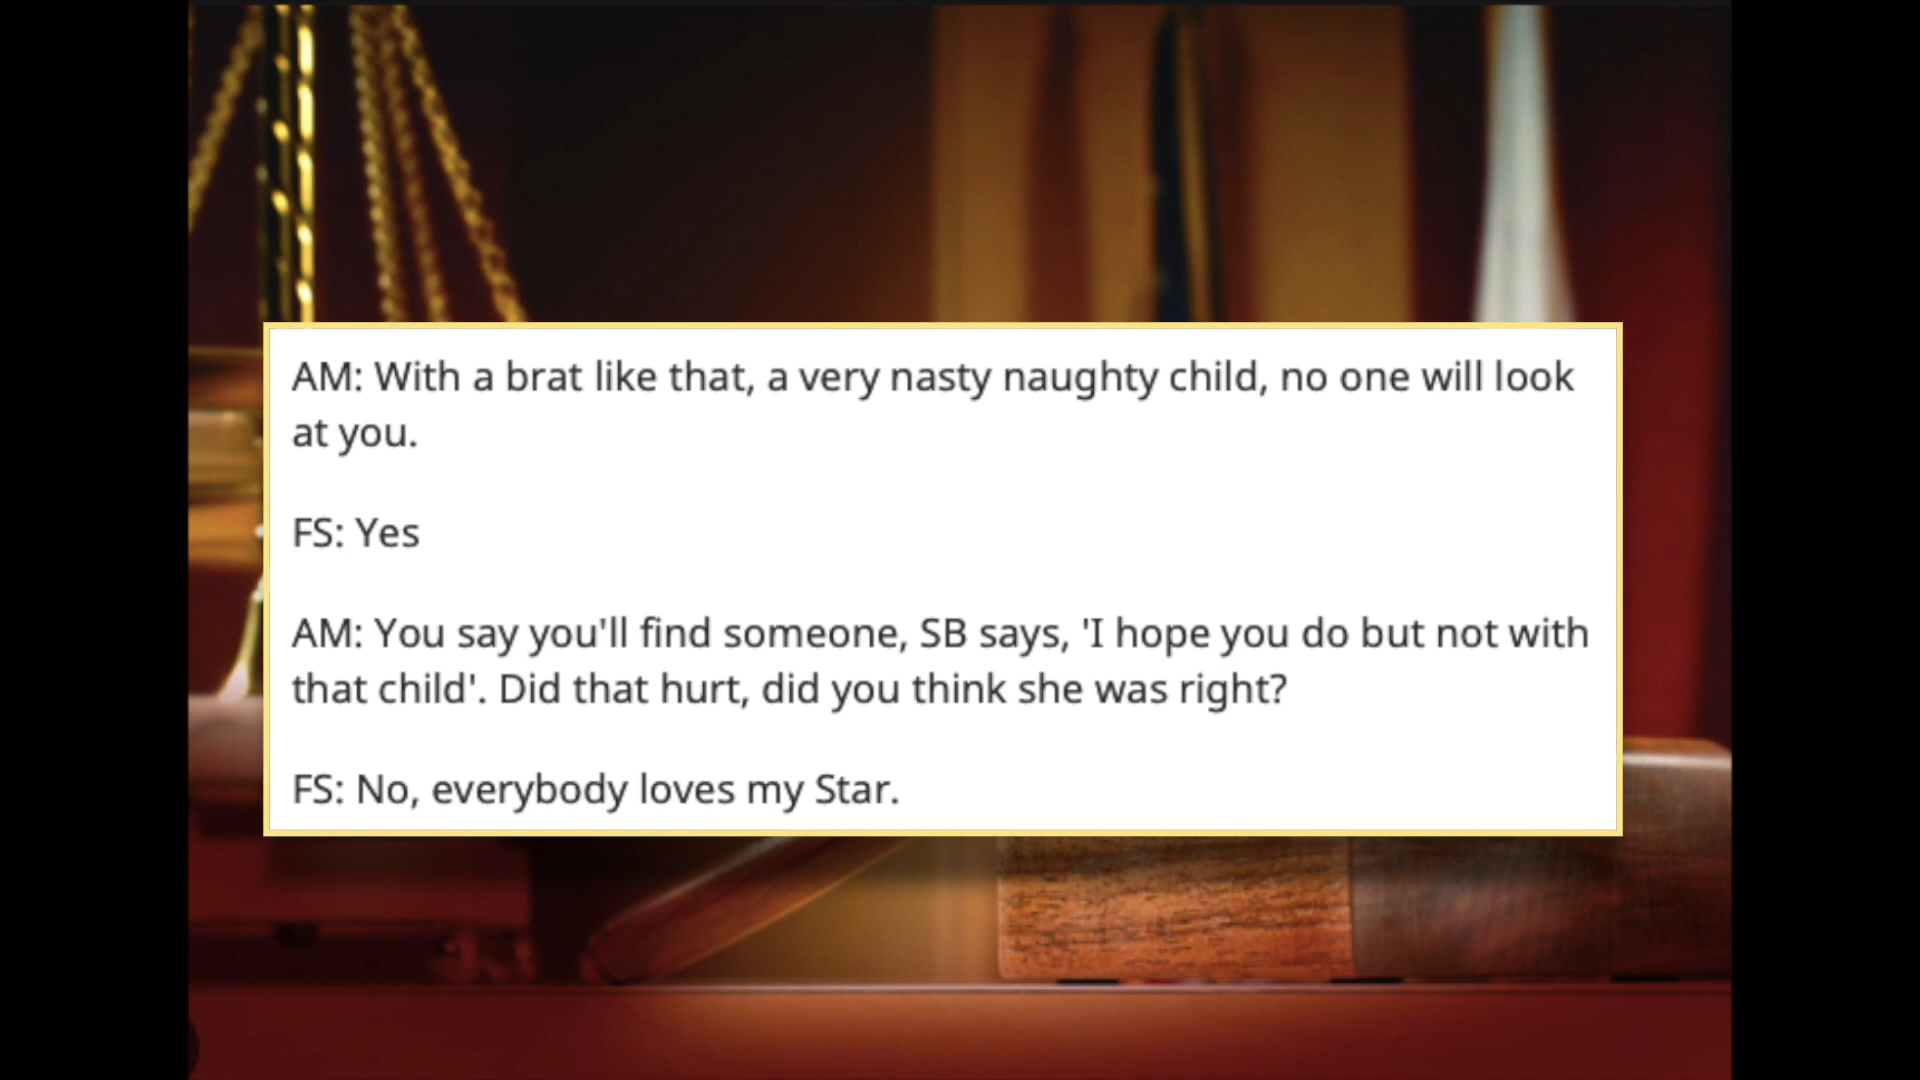 AM: With a brat like that, a very nasty naughty child, no one will look
at you.
FS: Yes
AM: You say you'll find someone, SB says, 'I hope you do but not with
that child'. Did that hurt, did you think she was right?
FS: No, everybody loves my Star.